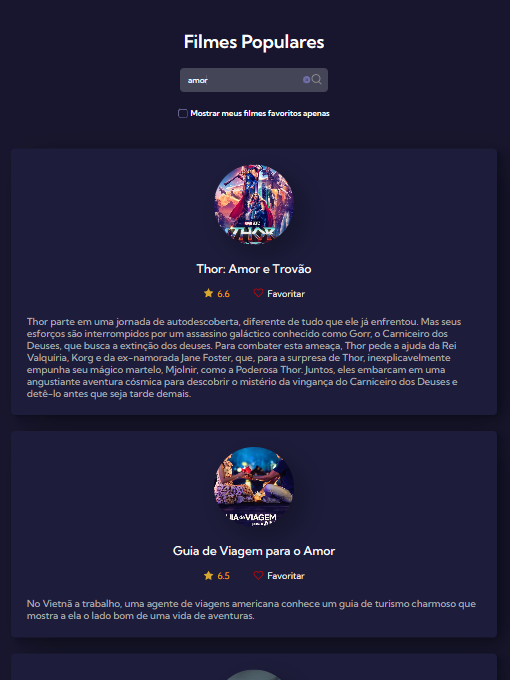 Filmes Populares
amor
Mostrar meus filmes favoritos apenas
THOR
Thor: Amor e Trovão
6.6 Favoritar
Thor parte em uma jornada de autodescoberta, diferente de tudo que ele já enfrentou. Mas seus
esforços são interrompidos por um assassino galáctico conhecido como Gorr, o Carniceiro dos
Deuses, que busca a extinção dos deuses. Para combater esta ameaça, Thor pede a ajuda da Rei
Valquíria, Korg e da ex-namorada Jane Foster, que, para a surpresa de Thor, inexplicavelmente
empunha seu mágico martelo, Mjolnir, como a Poderosa Thor. Juntos, eles embarcam em uma
angustiante aventura cósmica para descobrir o mistério da vingança do Carniceiro dos Deuses e
detê-lo antes que seja tarde demais.
VIAGEM
Guia de Viagem para o Amor
6.5 Favoritar
No Vietnã a trabalho, uma agente de viagens americana conhece um guia de turismo charmoso que
mostra a ela o lado bom de uma vida de aventuras.